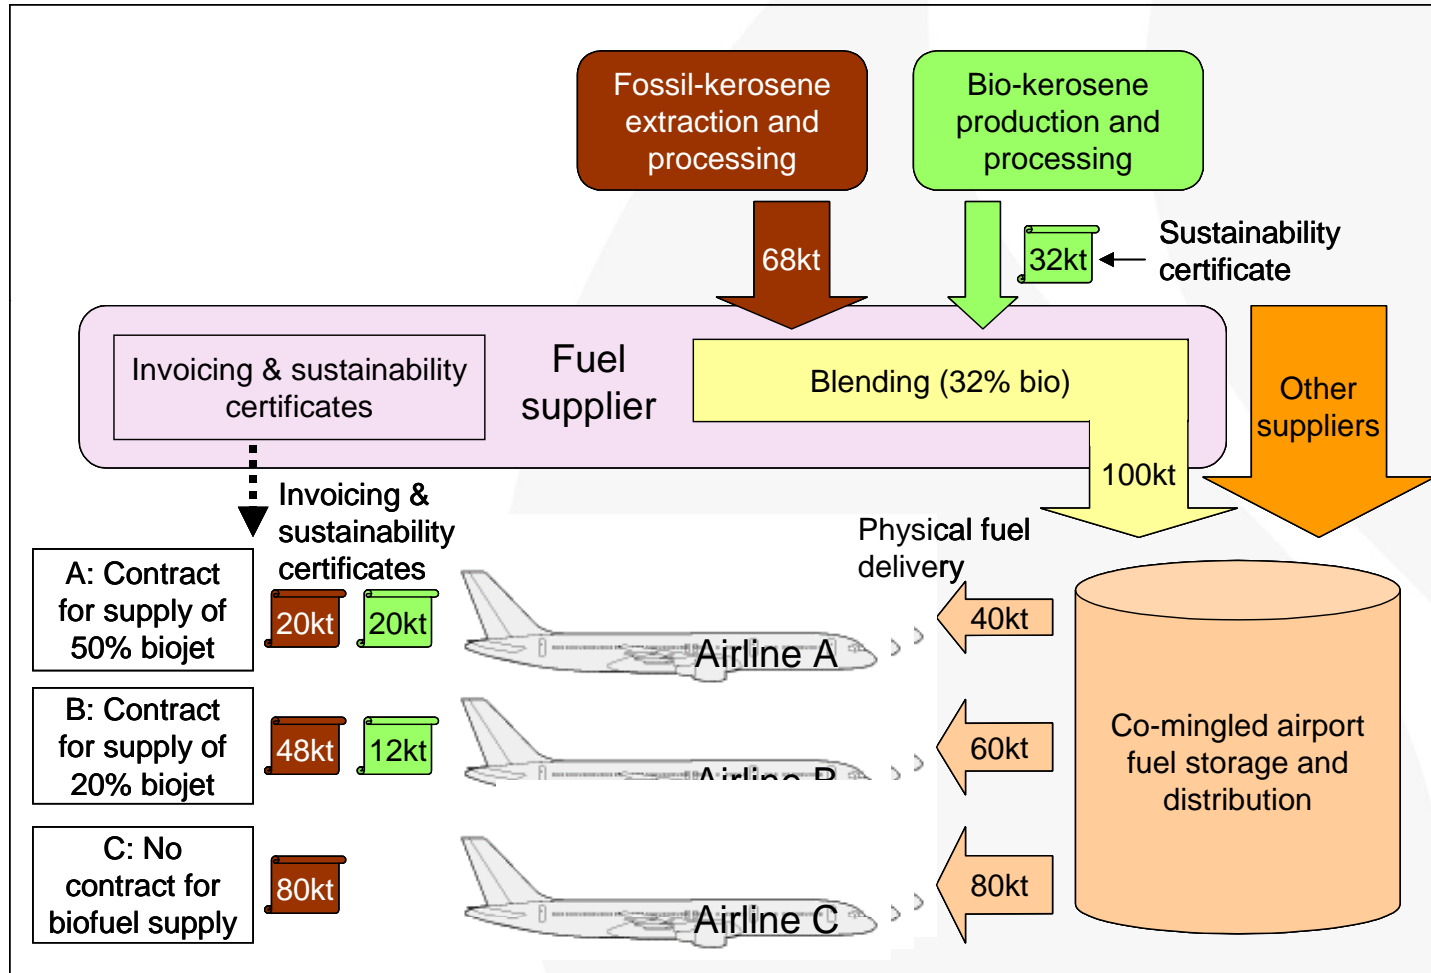 Fossil-kerosene
extraction and
processing
Bio-kerosene
production and
processing
68kt
32kt
Sustainability
certificate
Invoicing & sustainability
certificates
Fuel
supplier
Blending (32% bio)
Other
suppliers
100kt
Invoicing &
sustainability
certificates
Physical fuel
delivery
A: Contract
for supply of
50% biojet
20kt
20kt
Airline A
40kt
B: Contract
for supply of
20% biojet
48kt
12kt
Airline B
60kt
Co-mingled airport
fuel storage and
distribution
C: No
contract for
biofuel supply
80kt
Airline C
80kt